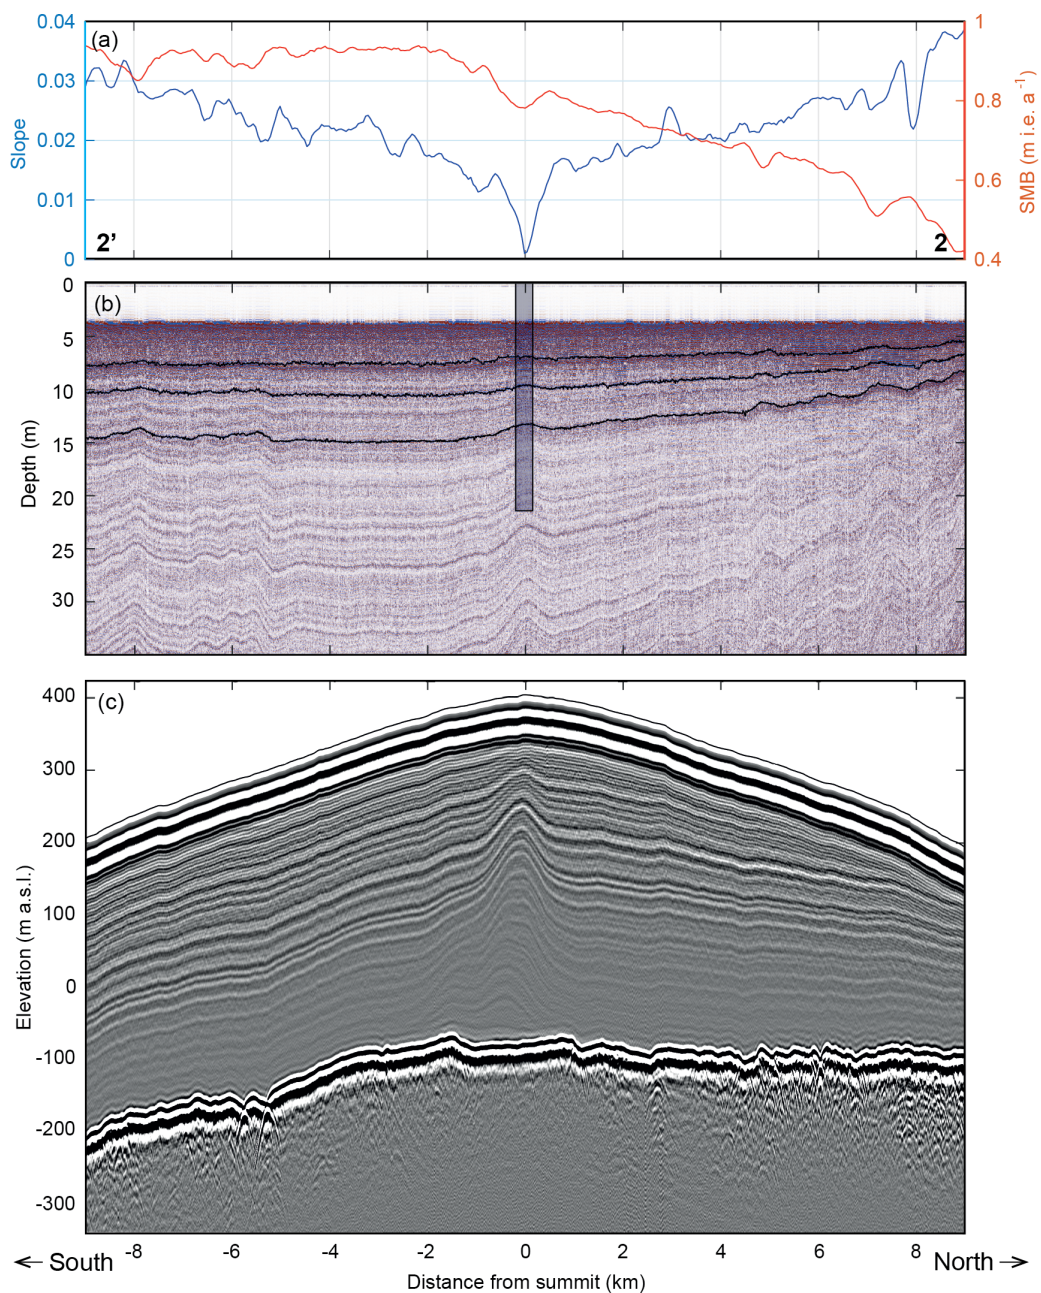 0.04
0.03
0.02
0.01
0
Slope
(a)
2’
2
1
0.8
0.6
0.4
SMB (m i.e. a-1)
(b)
0
5
10
15
20
25
30
Depth (m)
(c)
400
300
200
100
0
-100
-200
-300
Elevation (m a.s.l.)
-8 -6 -4 -2 0 2 4 6 8
← South
North →
Distance from summit (km)